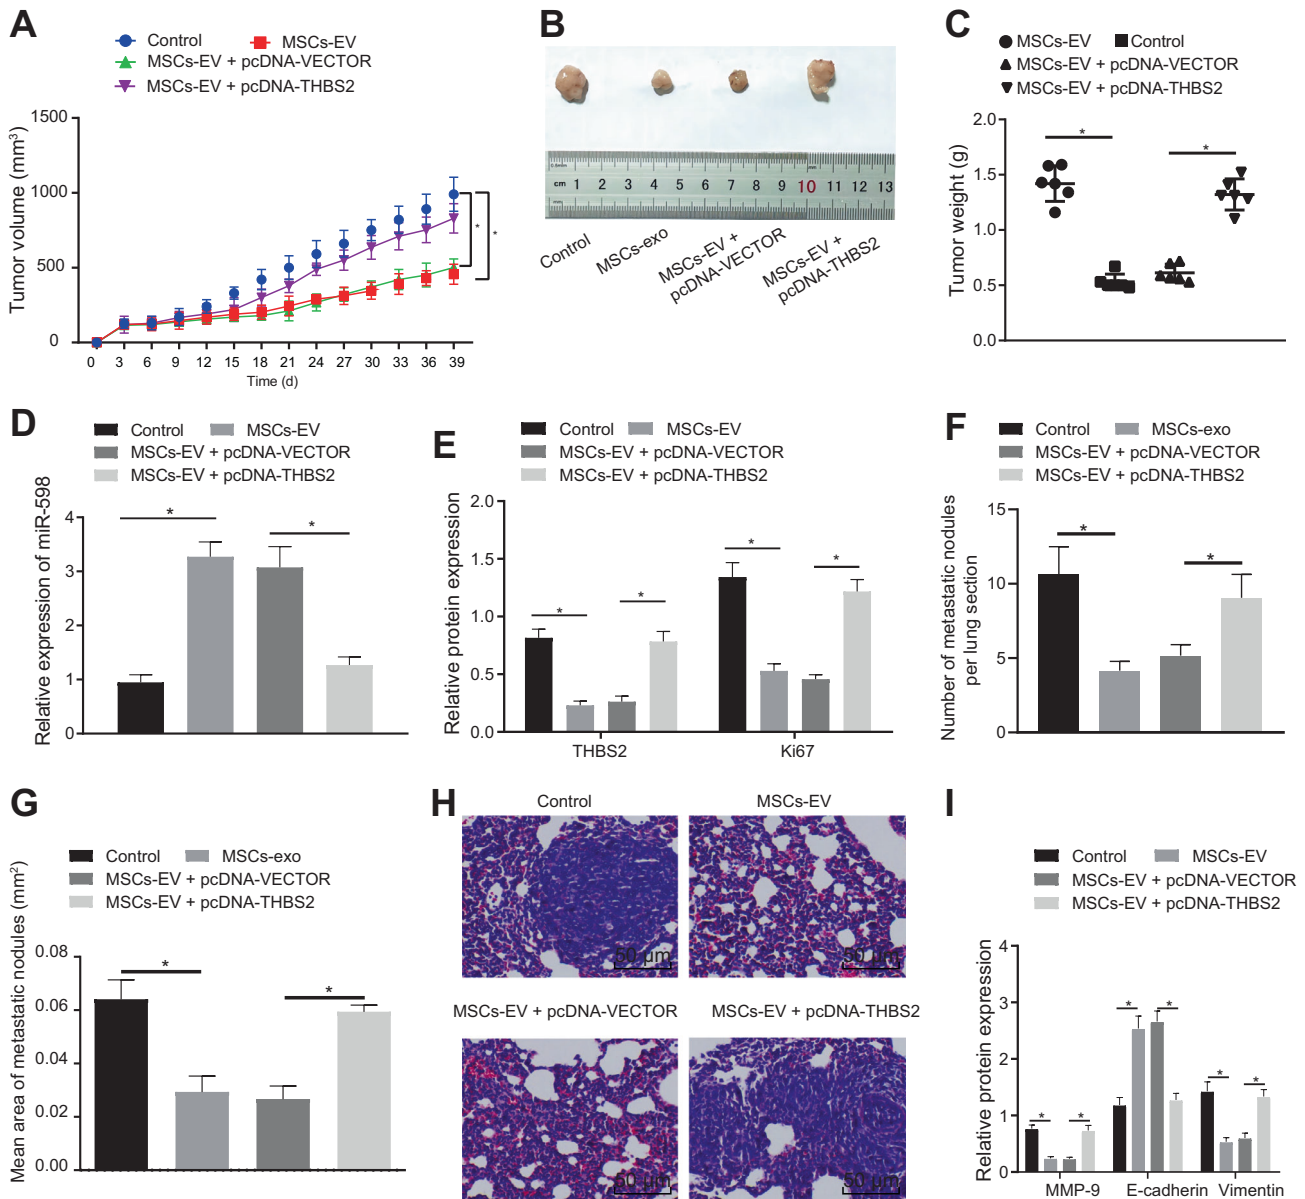 A
Control
MSCs-EV
MSCs-EV + pcDNA-VECTOR
MSCs-EV + pcDNA-THBS2
Tumor volume (mm³)
1500
1000
500
0
0 3 6 9 12 15 18 21 24 27 30 33 36 39
Time (d)
*
*
B
cm 1 2 3 4 5 6 7 8 9 10 11 12 13
mm
Control
MSCs-exo
MSCs-EV +
pcDNA-VECTOR
MSCs-EV +
pcDNA-THBS2
C
MSCs-EV
Control
MSCs-EV + pcDNA-VECTOR
MSCs-EV + pcDNA-THBS2
Tumor weight (g)
2.0
1.5
1.0
0.5
0.0
*
*
D
Control
MSCs-EV
MSCs-EV + pcDNA-VECTOR
MSCs-EV + pcDNA-THBS2
Relative expression of miR-598
4
3
2
1
0
*
*
E
Control
MSCs-EV
MSCs-EV + pcDNA-VECTOR
MSCs-EV + pcDNA-THBS2
Relative protein expression
2.0
1.5
1.0
0.5
0.0
*
*
*
*
THBS2
Ki67
F
Control
MSCs-exo
MSCs-EV + pcDNA-VECTOR
MSCs-EV + pcDNA-THBS2
Number of metastatic nodules
per lung section
15
10
5
0
*
*
G
Control
MSCs-exo
MSCs-EV + pcDNA-VECTOR
MSCs-EV + pcDNA-THBS2
Mean area of metastatic nodules (mm²)
0.08
0.06
0.04
0.02
0.00
*
*
H
Control
MSCs-EV
50 μm
50 μm
MSCs-EV + pcDNA-VECTOR
MSCs-EV + pcDNA-THBS2
50 μm
50 μm
I
Control
MSCs-EV
MSCs-EV + pcDNA-VECTOR
MSCs-EV + pcDNA-THBS2
Relative protein expression
4
3
2
1
0
*
*
*
*
*
*
MMP-9
E-cadherin
Vimentin